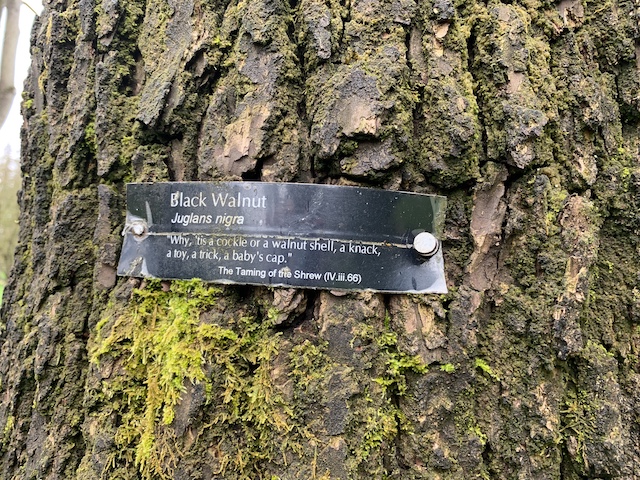 Black Walnut
Juglans nigra
"Why, 'tis a cockle or a walnut shell, a knack,
a toy, a trick, a baby's cap."
The Taming of the Shrew (IV.iii.66)